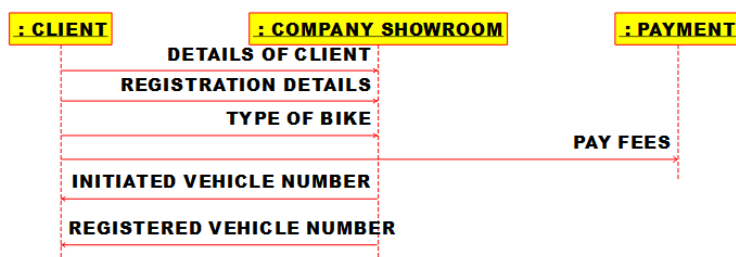 : CLIENT
: COMPANY SHOWROOM
: PAYMENT
DETAILS OF CLIENT
REGISTRATION DETAILS
TYPE OF BIKE
PAY FEES
INITIATED VEHICLE NUMBER
REGISTERED VEHICLE NUMBER